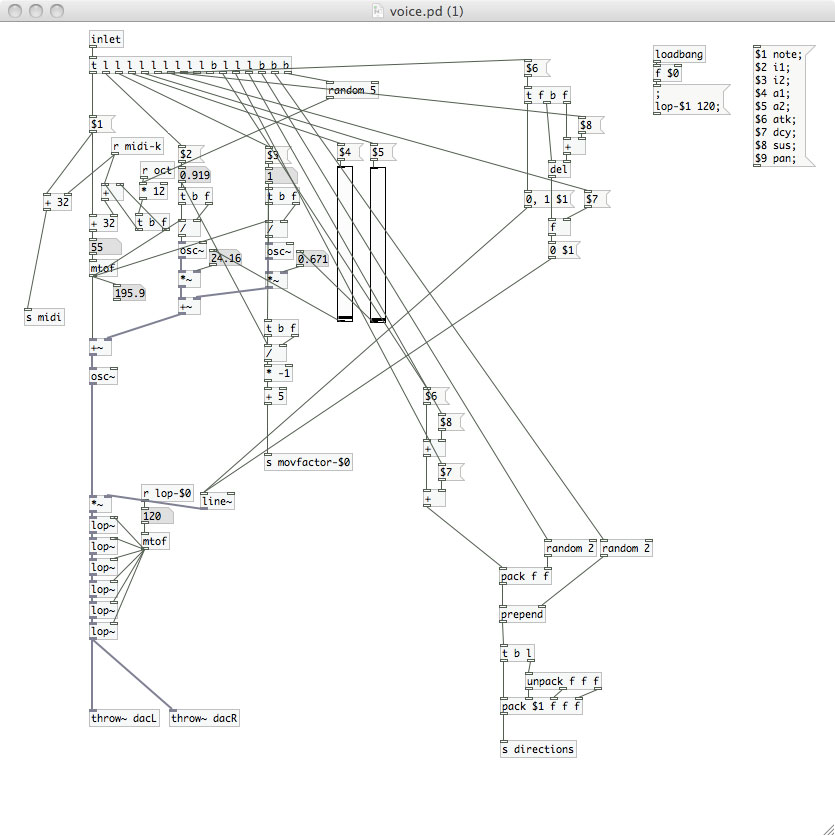 voice.pd (1)
inlet
t l l l l l l l l l b l l l b b b
random 5
$6
loadbang
f $0
;
lop-$1 120;
$1 note;
$2 i1;
$3 i2;
$4 a1;
$5 a2;
$6 atk;
$7 dcy;
$8 sus;
$9 pan;
t f b f
$8
+
del
$1
r midi-k
$2
$3
$4
$5
r oct
0.919
1
+ 32
+
* 12
t b f
t b f
0, 1 $1
$7
+ 32
t b f
/
/
f
55
osc~
osc~
0 $1
mtof
24.16
0.671
195.9
*~
*~
s midi
+~
t b f
+~
/
osc~
* -1
+ 5
$6
$8
+
s movfactor-$0
$7
+
r lop-$0
*~
line~
120
lop~
mtof
lop~
random 2
random 2
lop~
pack f f
lop~
lop~
prepend
lop~
t b l
unpack f f f
pack $1 f f f
throw~ dacL
throw~ dacR
s directions